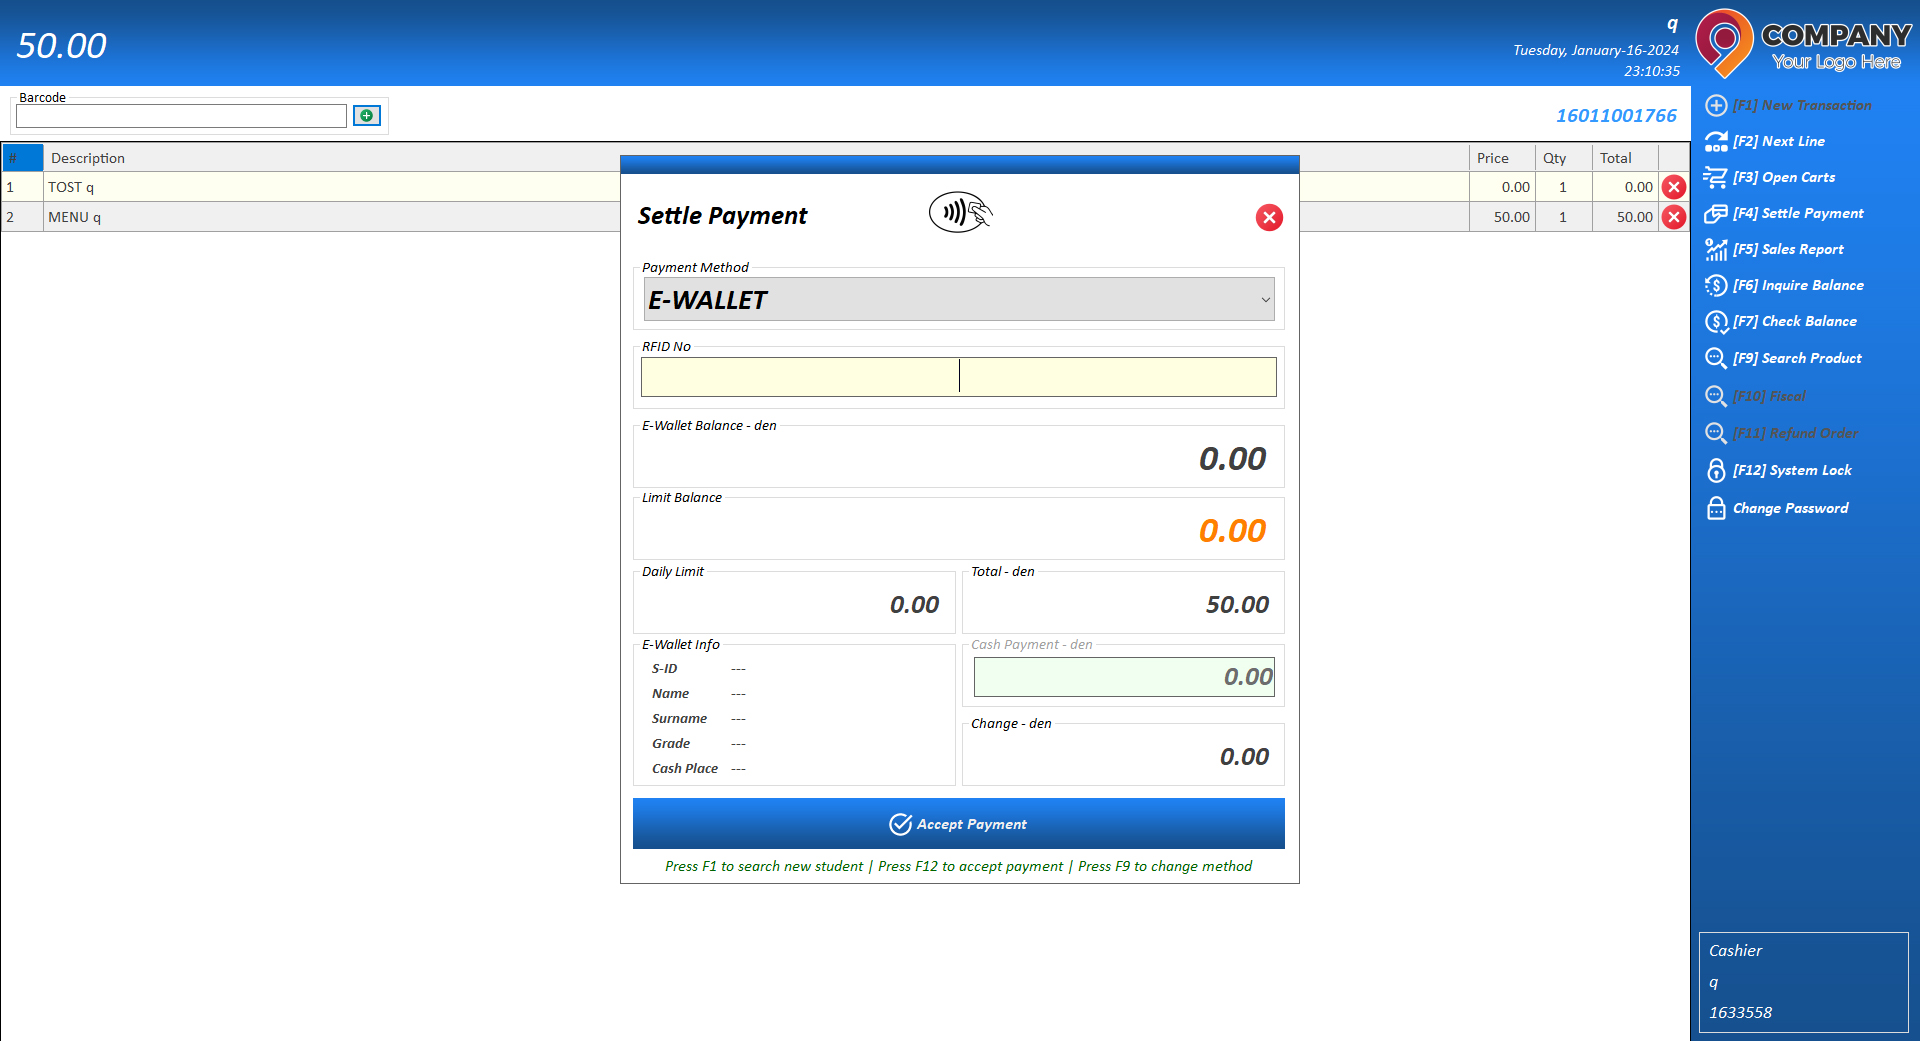 50.00
q
Tuesday, January-16-2024
23:10:35
COMPANY
Your Logo Here
Barcode
16011001766
# Description Price Qty Total
1 TOST q 0.00 1 0.00
2 MENU q 50.00 1 50.00
Settle Payment
Payment Method
E-WALLET
RFID No
E-Wallet Balance - den
0.00
Limit Balance
0.00
Daily Limit
0.00
Total - den
50.00
E-Wallet Info
S-ID ---
Name ---
Surname ---
Grade ---
Cash Place ---
Cash Payment - den
0.00
Change - den
0.00
Accept Payment
Press F1 to search new student | Press F12 to accept payment | Press F9 to change method
[F1] New Transaction
[F2] Next Line
[F3] Open Carts
[F4] Settle Payment
[F5] Sales Report
[F6] Inquire Balance
[F7] Check Balance
[F9] Search Product
[F10] Fiscal
[F11] Refund Order
[F12] System Lock
Change Password
Cashier
q
1633558